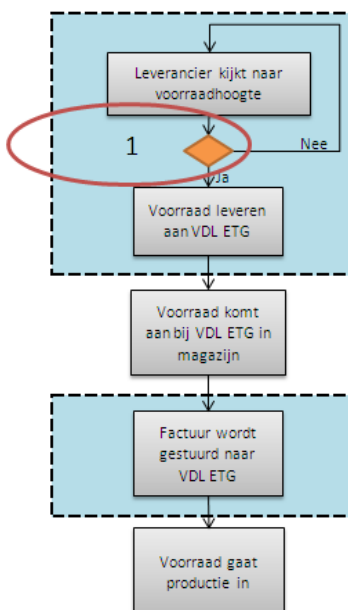 Leverancier kijkt naar
voorraadhoogte
1
Nee
Ja
Voorraad leveren
aan VDL ETG
Voorraad komt
aan bij VDL ETG in
magazijn
Factuur wordt
gestuurd naar
VDL ETG
Voorraad gaat
productie in